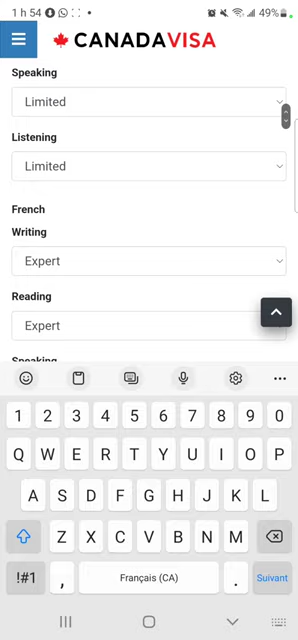 1 h 54 49%
CANADAVISA
Speaking
Limited
Listening
Limited
French
Writing
Expert
Reading
Expert
Speaking
1 2 3 4 5 6 7 8 9 0
Q W E R T Y U I O P
A S D F G H J K L
Z X C V B N M
!#1 , Français (CA) . Suivant